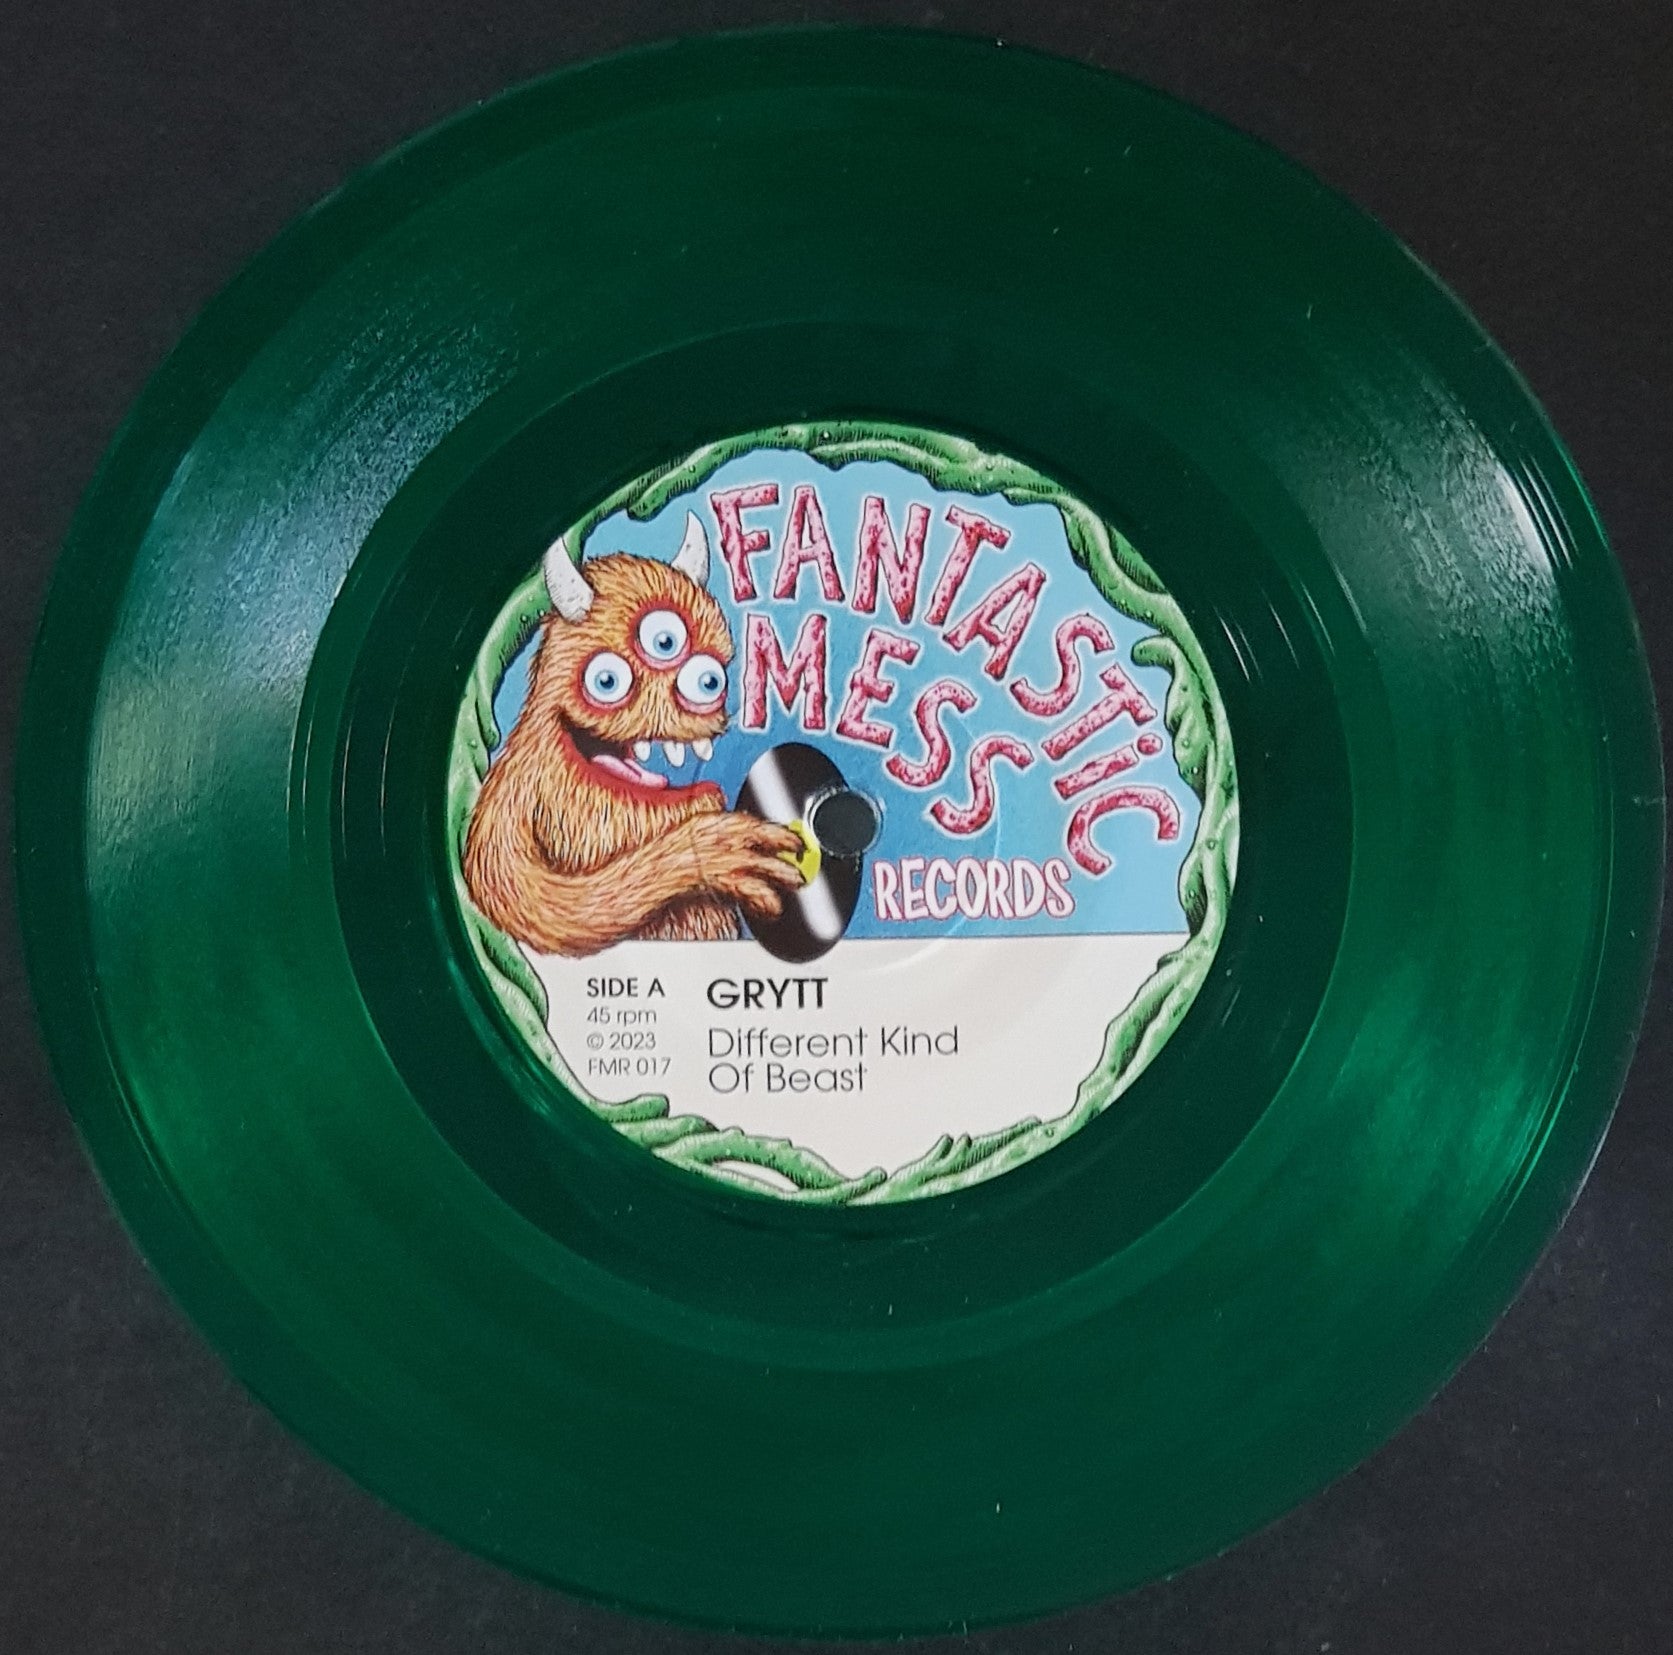 FANTASTiC
MESS
RECORDS
SIDE A
45 rpm
© 2023
FMR 017
GRYTT
Different Kind
Of Beast